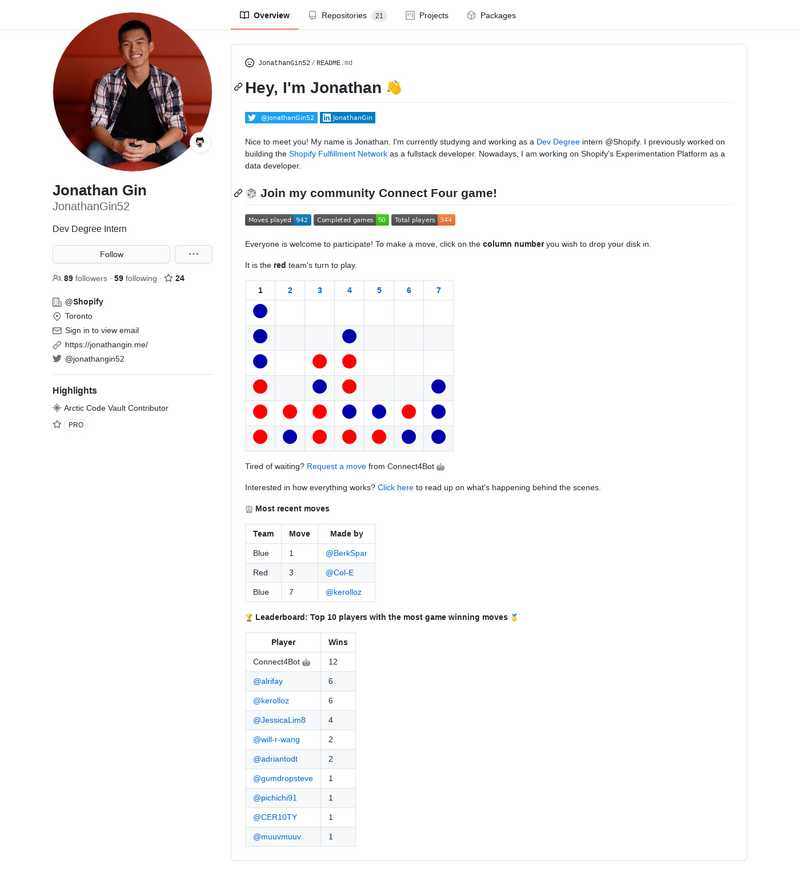 Overview
Repositories 21
Projects
Packages
Jonathan Gin
JonathanGin52
Dev Degree Intern
Follow
...
89 followers · 59 following · 24
@Shopify
Toronto
Sign in to view email
https://jonathangin.me/
@jonathangin52
Highlights
Arctic Code Vault Contributor
PRO
JonathanGin52/README.md
Hey, I'm Jonathan 👋
@JonathanGin52
JonathanGin
Nice to meet you! My name is Jonathan. I'm currently studying and working as a Dev Degree intern @Shopify. I previously worked on
building the Shopify Fulfillment Network as a fullstack developer. Nowadays, I am working on Shopify's Experimentation Platform as a
data developer.
🎲 Join my community Connect Four game!
Moves played 942 Completed games 50 Total players 344
Everyone is welcome to participate! To make a move, click on the column number you wish to drop your disk in.
It is the red team's turn to play.
1 2 3 4 5 6 7
Tired of waiting? Request a move from Connect4Bot 🤖
Interested in how everything works? Click here to read up on what's happening behind the scenes.
Most recent moves
Team Move Made by
Blue 1 @BerkSpar
Red 3 @Col-E
Blue 7 @kerolloz
🏆 Leaderboard: Top 10 players with the most game winning moves 🏅
Player Wins
Connect4Bot 🤖 12
@alrifay 6
@kerolloz 6
@JessicaLim8 4
@will-r-wang 2
@adriantodt 2
@gumdropsteve 1
@pichichi91 1
@CER10TY 1
@muuvmuuv 1